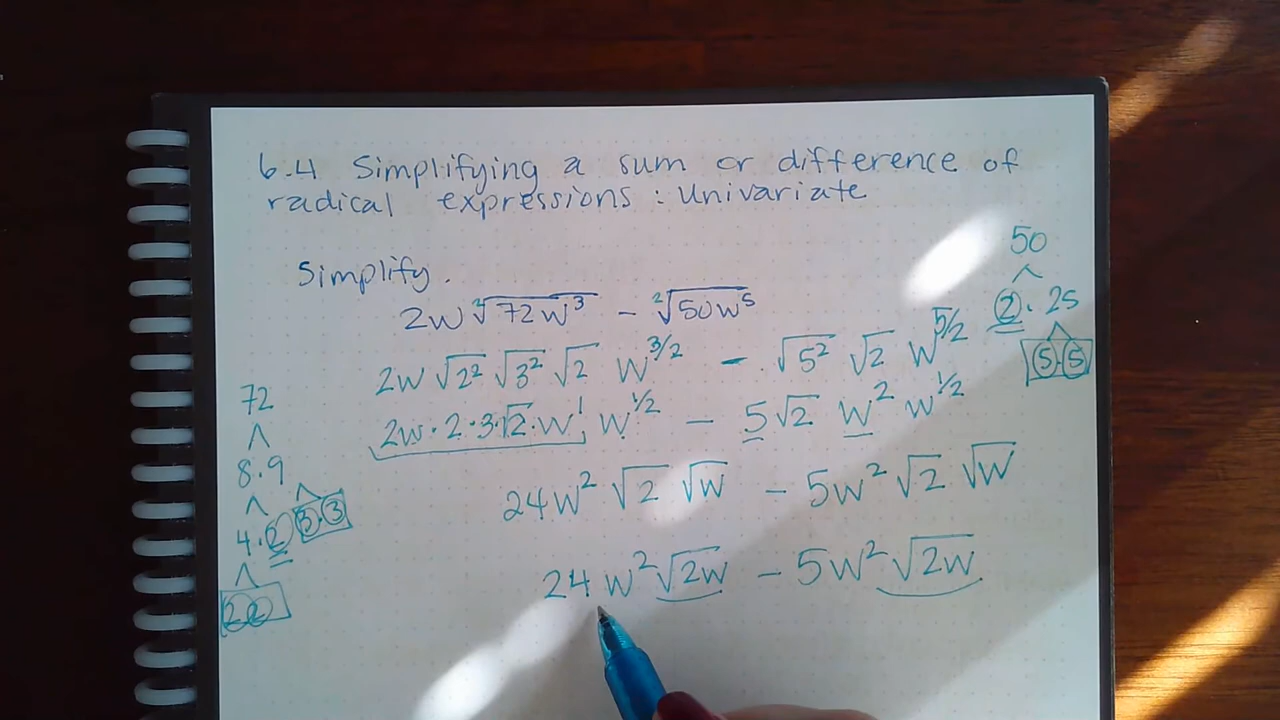 6.4 Simplifying a sum or difference of
radical expressions : Univariate
Simplify.
2w ²√72w³ − ²√50w⁵
2w √2² √3² √2 w^3/2 − √5² √2 w^5/2
2w · 2 · 3 √2 · w¹ w^1/2 − 5 √2 w² w^1/2
24w² √2 √w − 5w² √2 √w
24w² √2w − 5w² √2w
72
8 · 9
4 · 2 3 · 3
2 2
50
2 · 25
5 · 5